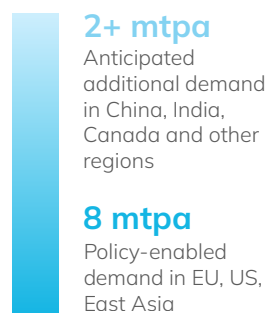 2+ mtpa
Anticipated
additional demand
in China, India,
Canada and other
regions
8 mtpa
Policy-enabled
demand in EU, US,
East Asia